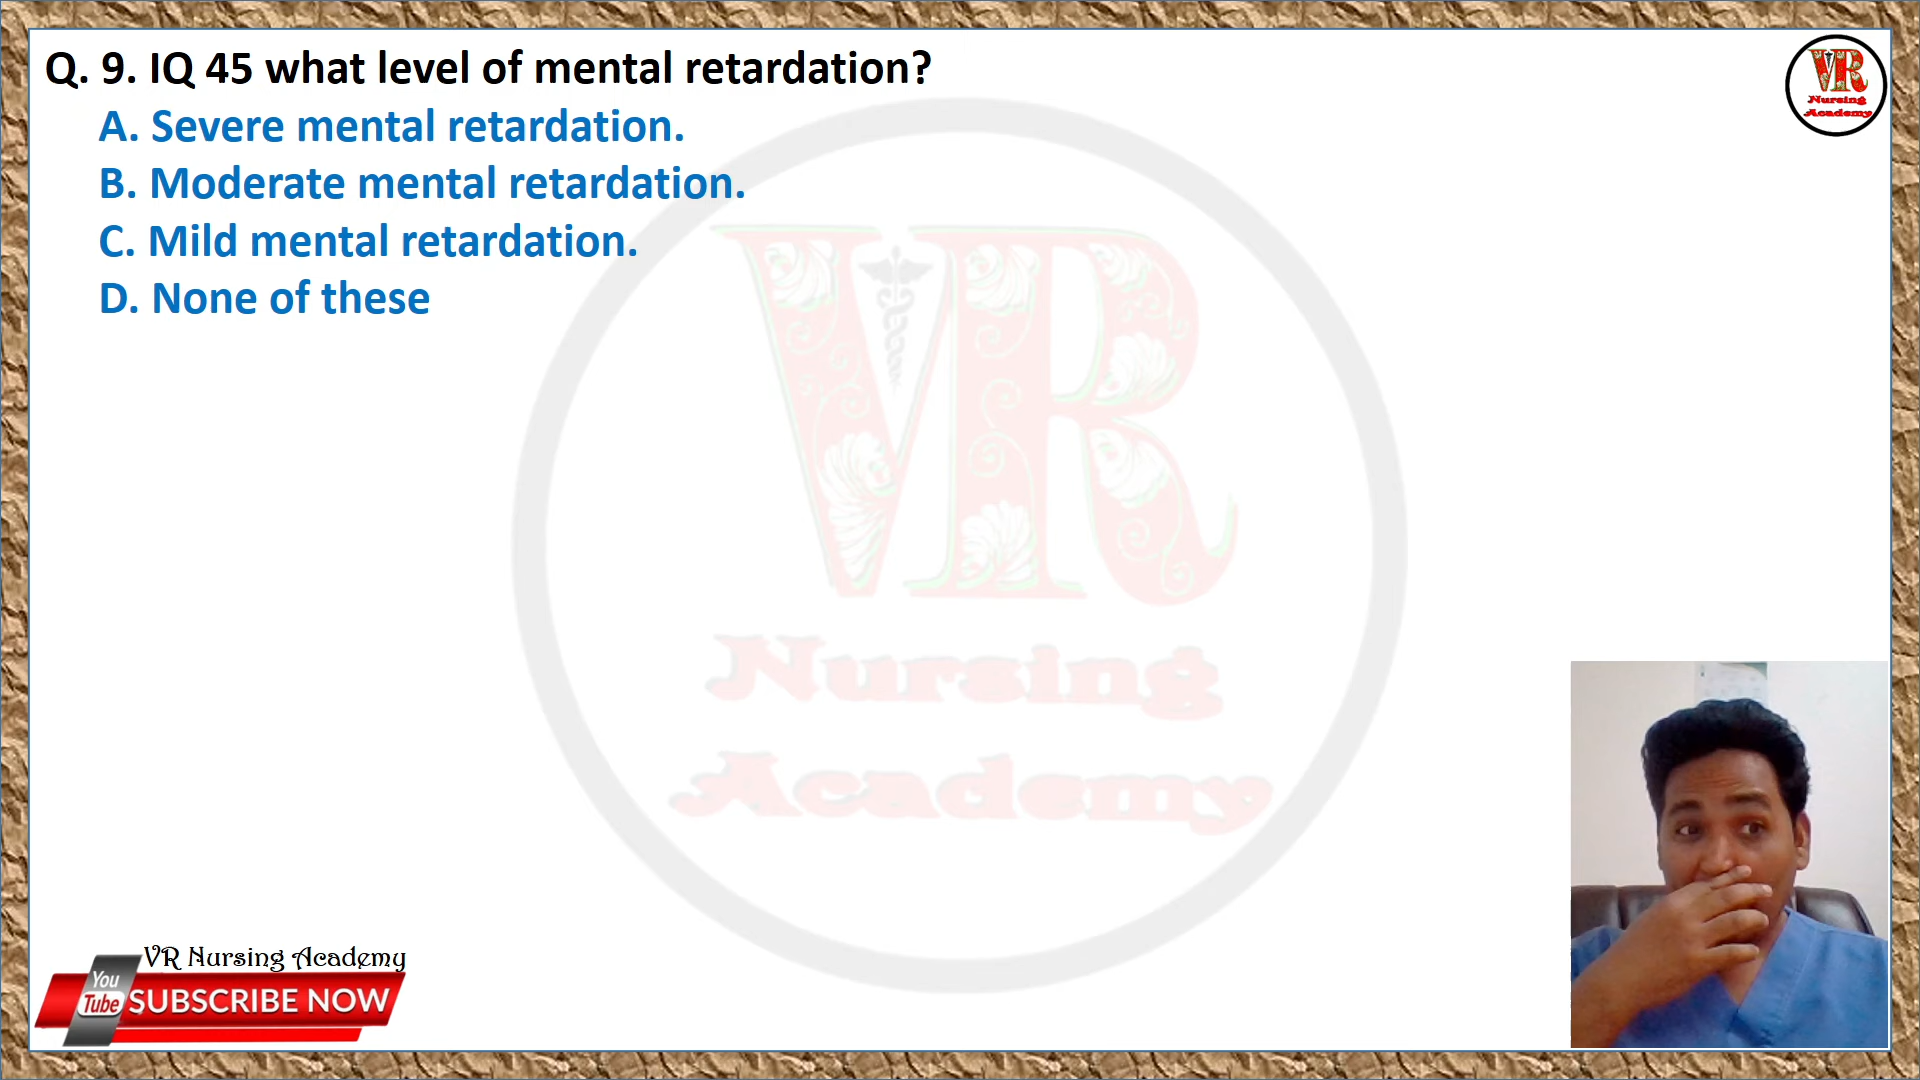 Q. 9. IQ 45 what level of mental retardation?
A. Severe mental retardation.
B. Moderate mental retardation.
C. Mild mental retardation.
D. None of these
VR
Nursing
Academy
VR
Nursing
Academy
VR Nursing Academy
You
Tube
SUBSCRIBE NOW